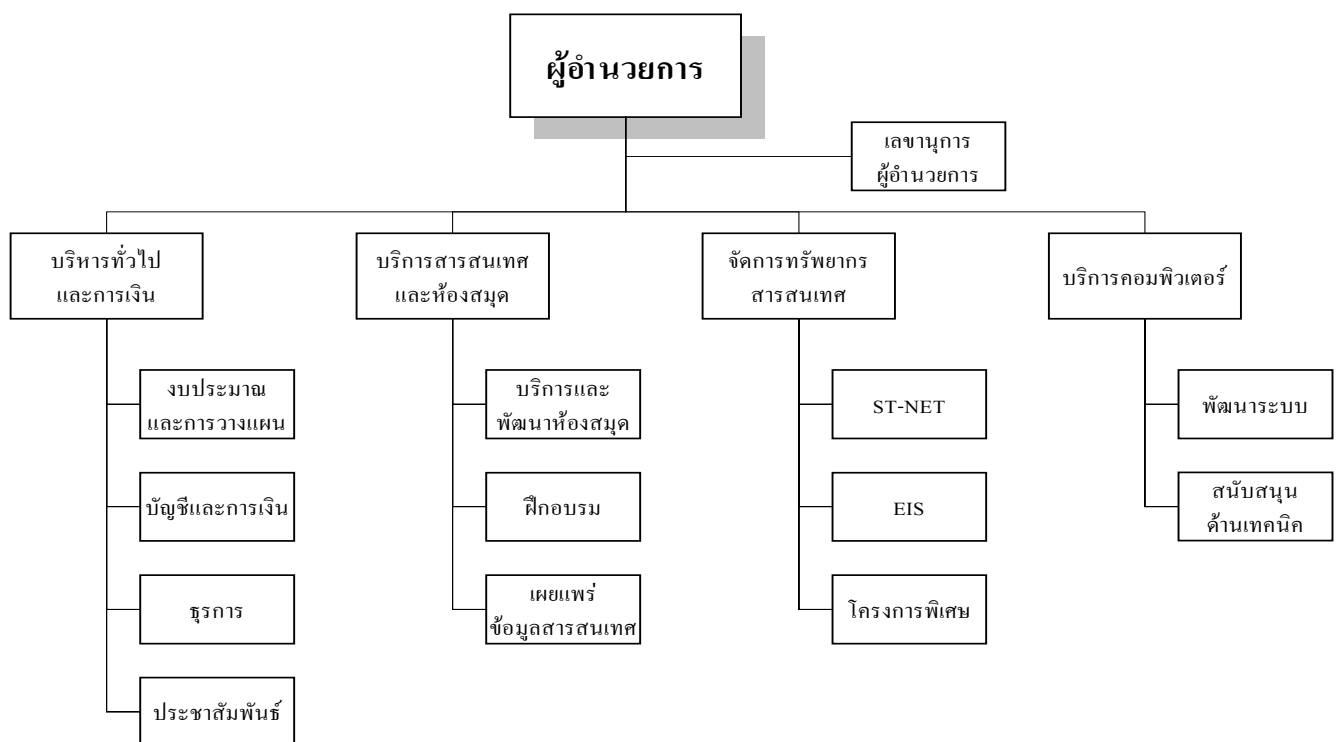 ผู้อำนวยการ
เลขานุการ
ผู้อำนวยการ
บริหารทั่วไป
และการเงิน
บริการสารสนเทศ
และห้องสมุด
จัดการทรัพยากร
สารสนเทศ
บริการคอมพิวเตอร์
งบประมาณ
และการวางแผน
บัญชีและการเงิน
ธุรการ
ประชาสัมพันธ์
บริการและ
พัฒนาห้องสมุด
ฝึกอบรม
เผยแพร่
ข้อมูลสารสนเทศ
ST-NET
EIS
โครงการพิเศษ
พัฒนาระบบ
สนับสนุน
ด้านเทคนิค